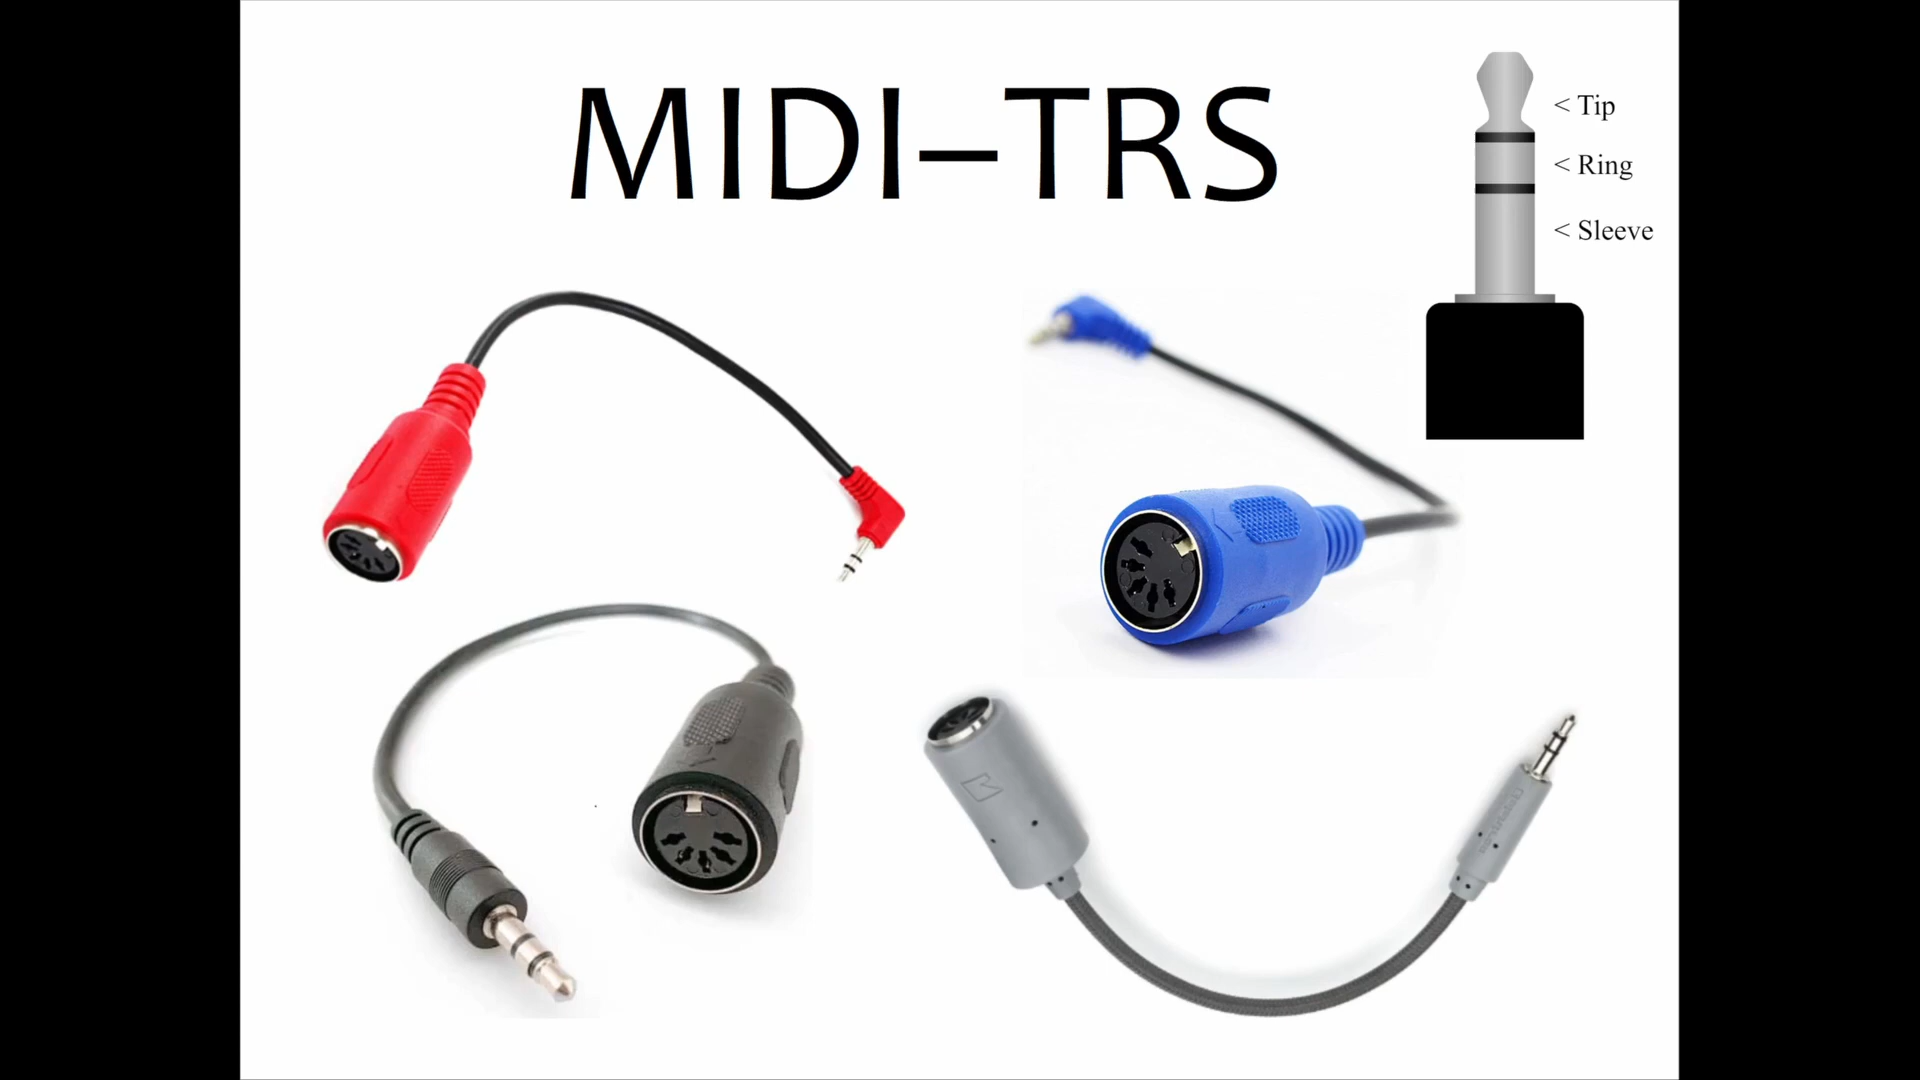 MIDI–TRS
< Tip
< Ring
< Sleeve